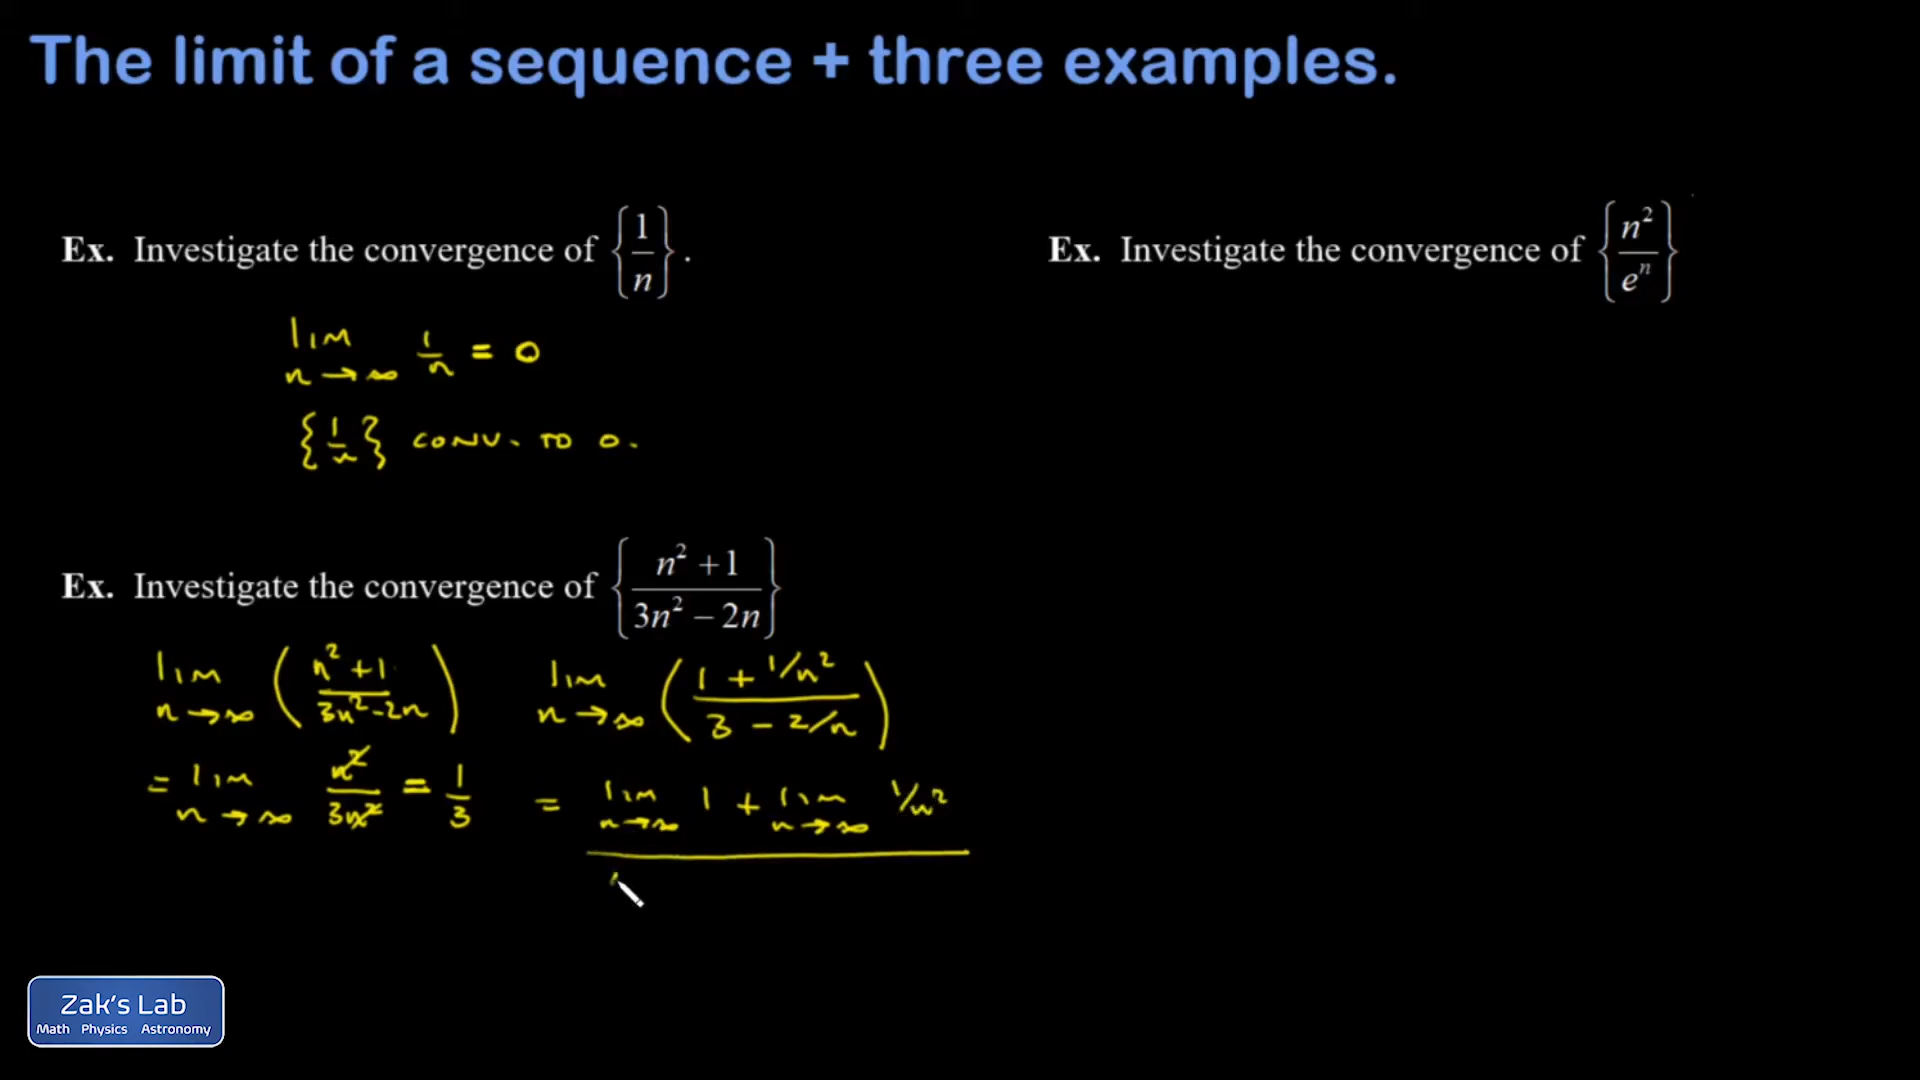 The limit of a sequence + three examples.
Ex. Investigate the convergence of {1/n}.
lim n→∞ 1/n = 0
{1/n} CONV. TO 0.
Ex. Investigate the convergence of {(n² + 1)/(3n² − 2n)}
lim n→∞ ((n² + 1)/(3n² - 2n))
= lim n→∞ n²/3n² = 1/3
lim n→∞ ((1 + 1/n²)/(3 - 2/n))
= lim n→∞ 1 + lim n→∞ 1/n²
Ex. Investigate the convergence of {n²/eⁿ}
Zak's Lab
Math Physics Astronomy